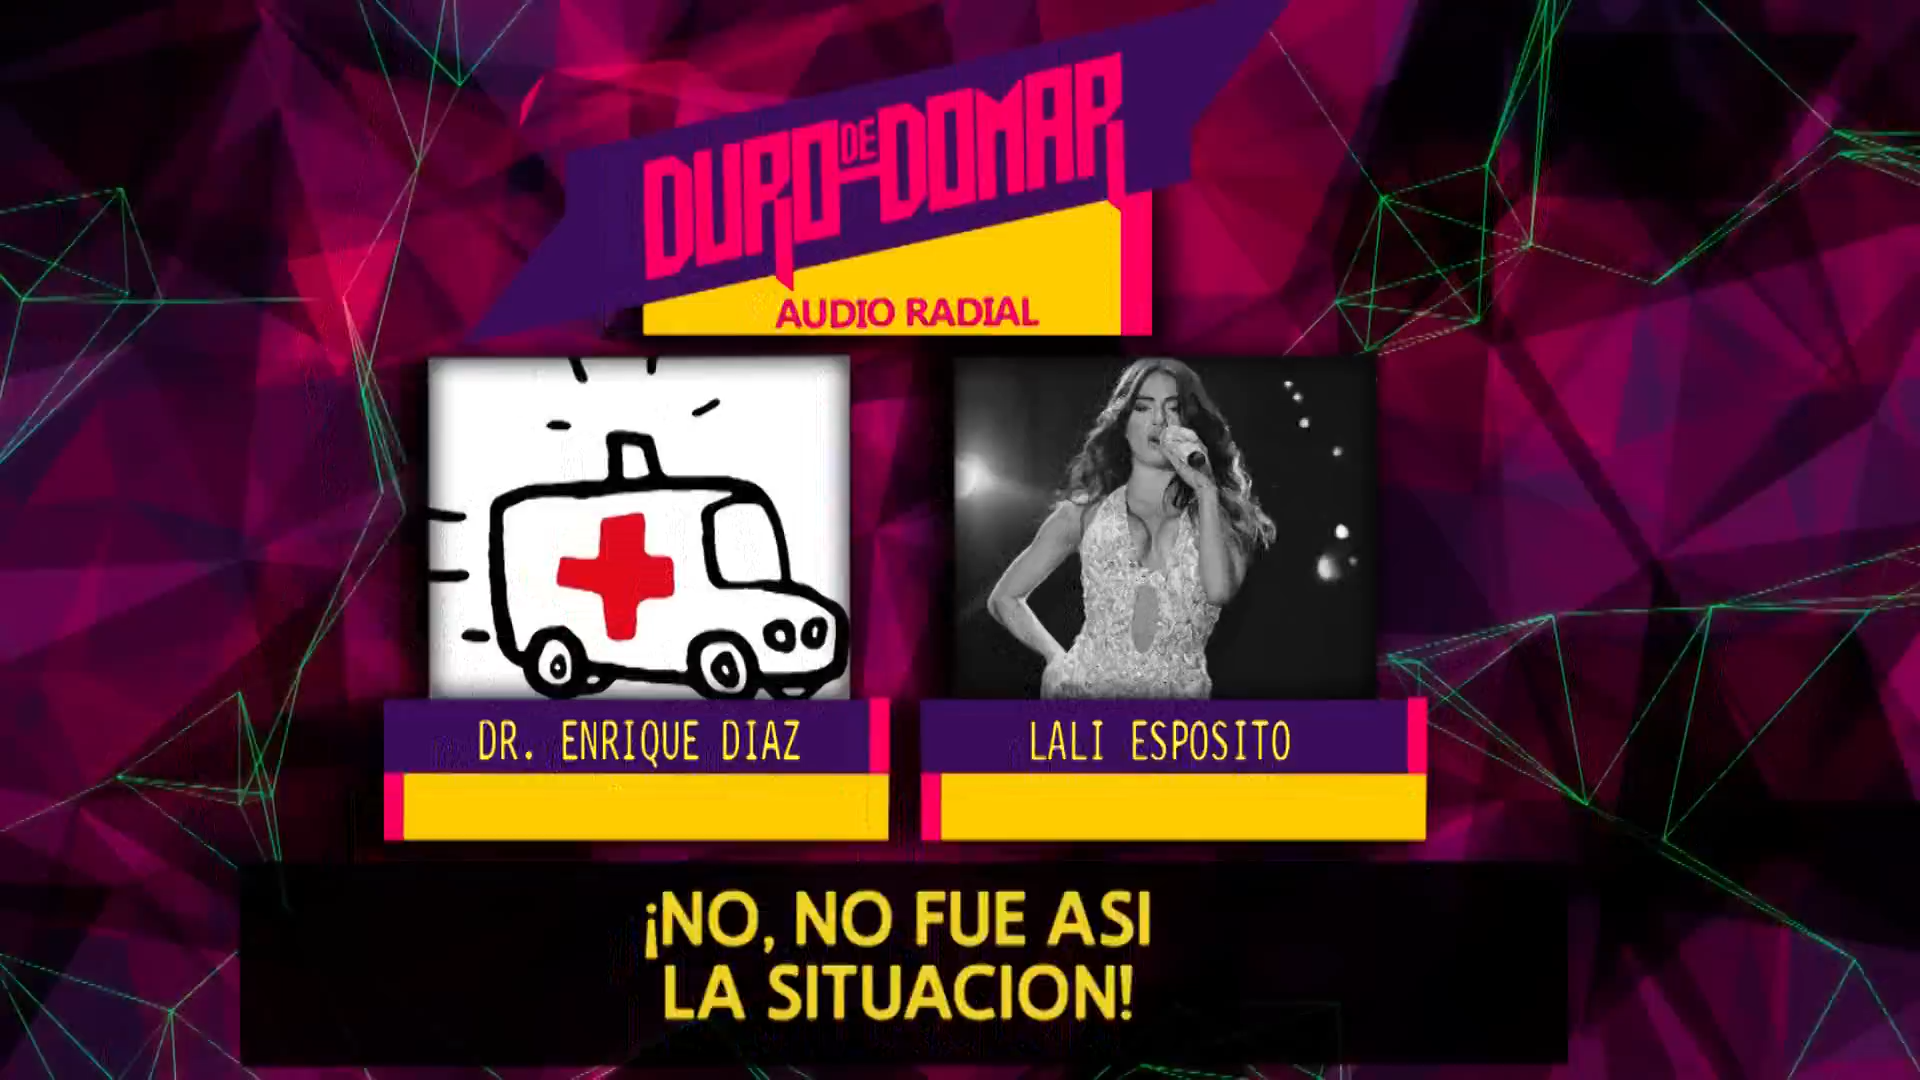 DURO DE DOMAR
AUDIO RADIAL
DR. ENRIQUE DIAZ
LALI ESPOSITO
¡NO, NO FUE ASI
LA SITUACION!